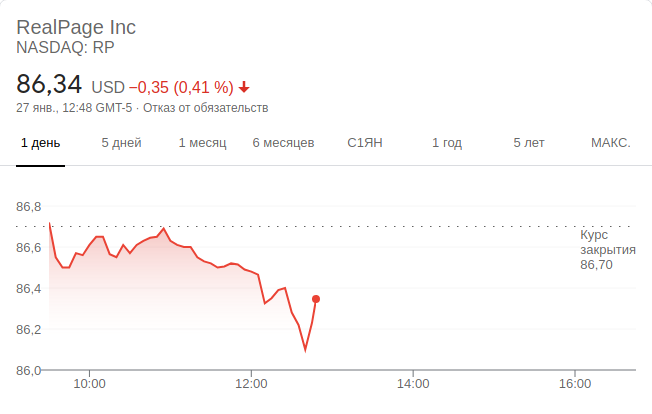 RealPage Inc
NASDAQ: RP
86,34 USD −0,35 (0,41 %)
27 янв., 12:48 GMT-5 · Отказ от обязательств
1 день 5 дней 1 месяц 6 месяцев С1ЯН 1 год 5 лет МАКС.
86,8
Курс
закрытия
86,70
86,6
86,4
86,2
86,0
10:00 12:00 14:00 16:00